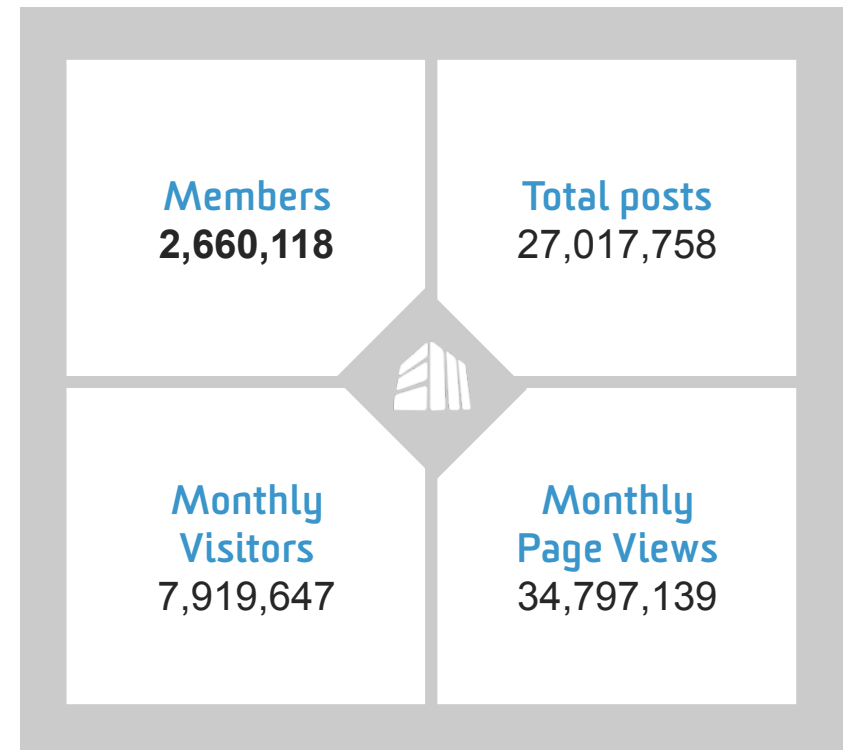 Members
2,660,118
Total posts
27,017,758
Monthly
Visitors
7,919,647
Monthly
Page Views
34,797,139